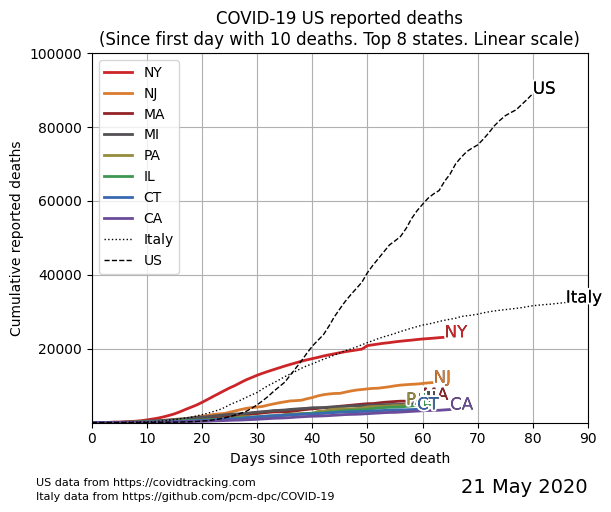 COVID-19 US reported deaths
(Since first day with 10 deaths. Top 8 states. Linear scale)
Cumulative reported deaths
100000
80000
60000
40000
20000
NY
NJ
MA
MI
PA
IL
CT
CA
Italy
US
US
Italy
NY
NJ
CT
CA
0 10 20 30 40 50 60 70 80 90
Days since 10th reported death
US data from https://covidtracking.com
Italy data from https://github.com/pcm-dpc/COVID-19
21 May 2020